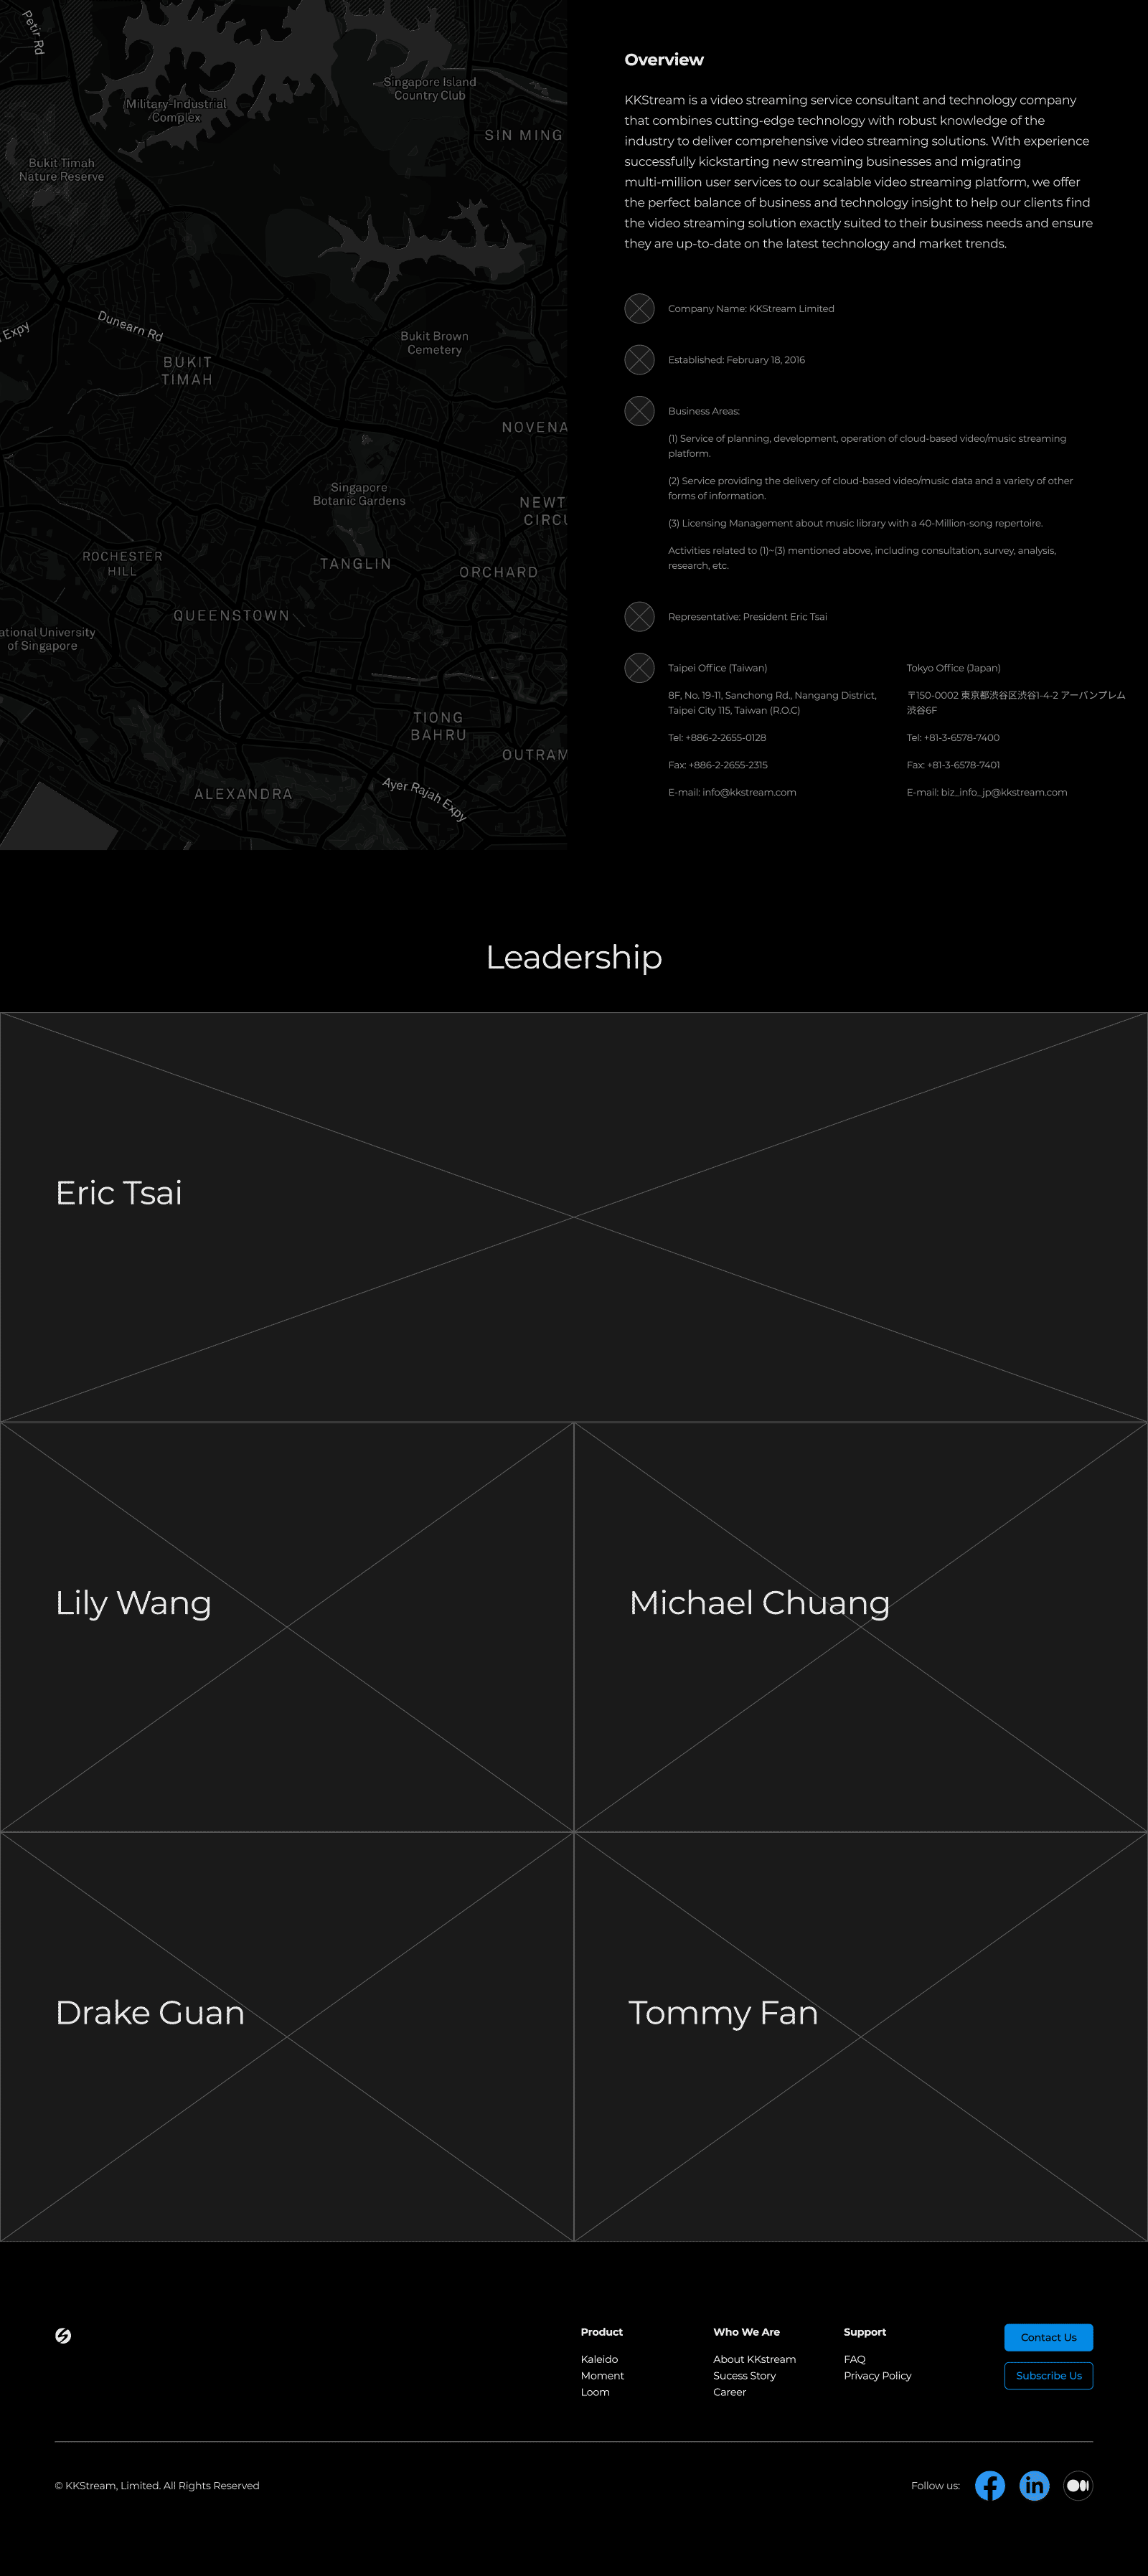 Petir Rd
Singapore Island
Country Club
Military-Industrial
Complex
SIN MING
Bukit Timah
Nature Reserve
Expy
Dunearn Rd
Bukit Brown
Cemetery
BUKIT
TIMAH
NOVENA
Singapore
Botanic Gardens
NEWT
CIRCU
ROCHESTER
HILL
TANGLIN
ORCHARD
QUEENSTOWN
ational University
of Singapore
TIONG
BAHRU
OUTRAM
ALEXANDRA
Ayer Rajah Expy
Overview
KKStream is a video streaming service consultant and technology company
that combines cutting-edge technology with robust knowledge of the
industry to deliver comprehensive video streaming solutions. With experience
successfully kickstarting new streaming businesses and migrating
multi-million user services to our scalable video streaming platform, we offer
the perfect balance of business and technology insight to help our clients find
the video streaming solution exactly suited to their business needs and ensure
they are up-to-date on the latest technology and market trends.
Company Name: KKStream Limited
Established: February 18, 2016
Business Areas:
(1) Service of planning, development, operation of cloud-based video/music streaming
platform.
(2) Service providing the delivery of cloud-based video/music data and a variety of other
forms of information.
(3) Licensing Management about music library with a 40-Million-song repertoire.
Activities related to (1)~(3) mentioned above, including consultation, survey, analysis,
research, etc.
Representative: President Eric Tsai
Taipei Office (Taiwan)
8F, No. 19-11, Sanchong Rd., Nangang District,
Taipei City 115, Taiwan (R.O.C)
Tel: +886-2-2655-0128
Fax: +886-2-2655-2315
E-mail: info@kkstream.com
Tokyo Office (Japan)
〒150-0002 東京都渋谷区渋谷1-4-2 アーバンプレム
渋谷6F
Tel: +81-3-6578-7400
Fax: +81-3-6578-7401
E-mail: biz_info_jp@kkstream.com
Leadership
Eric Tsai
Lily Wang
Michael Chuang
Drake Guan
Tommy Fan
Product
Kaleido
Moment
Loom
Who We Are
About KKstream
Sucess Story
Career
Support
FAQ
Privacy Policy
Contact Us
Subscribe Us
© KKStream, Limited. All Rights Reserved
Follow us: